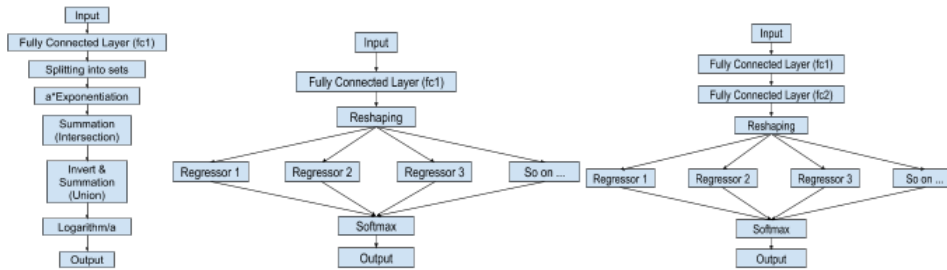 Input
Fully Connected Layer (fc1)
Splitting into sets
a*Exponentiation
Summation
(Intersection)
Invert &
Summation
(Union)
Logarithm/a
Output
Input
Fully Connected Layer (fc1)
Reshaping
Regressor 1
Regressor 2
Regressor 3
So on ...
Softmax
Output
Input
Fully Connected Layer (fc1)
Fully Connected Layer (fc2)
Reshaping
Regressor 1
Regressor 2
Regressor 3
So on ...
Softmax
Output